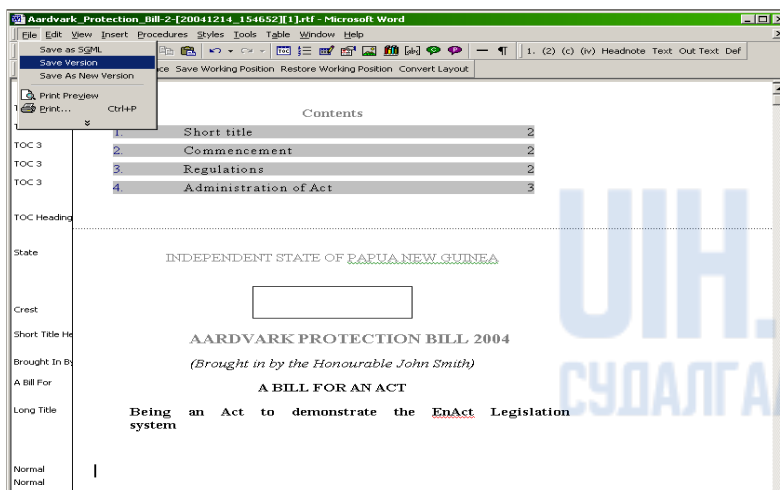 Aardvark_Protection_Bill-2-[20041214_154652][1].rtf - Microsoft Word
File Edit View Insert Procedures Styles Tools Table Window Help
Save as SGML
Save Version
Save As New Version
Print Preview
Print... Ctrl+P
1. (2) (c) (iv) Headnote Text Out Text Def
ce Save Working Position Restore Working Position Convert Layout
Contents
1. Short title 2
TOC 3 2. Commencement 2
TOC 3 3. Regulations 2
TOC 3 4. Administration of Act 3
TOC Heading
State INDEPENDENT STATE OF PAPUA NEW GUINEA
Crest
Short Title He AARDVARK PROTECTION BILL 2004
Brought In By (Brought in by the Honourable John Smith)
A Bill For A BILL FOR AN ACT
Long Title Being an Act to demonstrate the EnAct Legislation
system
Normal
Normal
UIH.
СУДАЛГАА